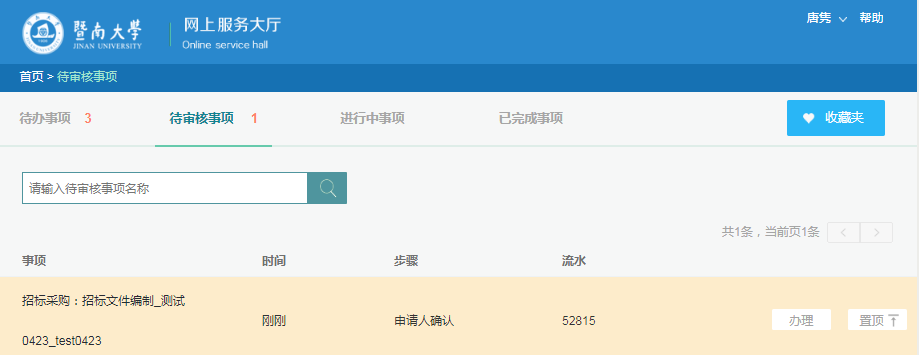 暨南大学
JINAN UNIVERSITY
网上服务大厅
Online service hall
唐隽
帮助
首页 > 待审核事项
待办事项 3
待审核事项 1
进行中事项
已完成事项
收藏夹
请输入待审核事项名称
共1条，当前页1条
事项 时间 步骤 流水
招标采购：招标文件编制_测试
0423_test0423
刚刚 申请人确认 52815 办理 置顶